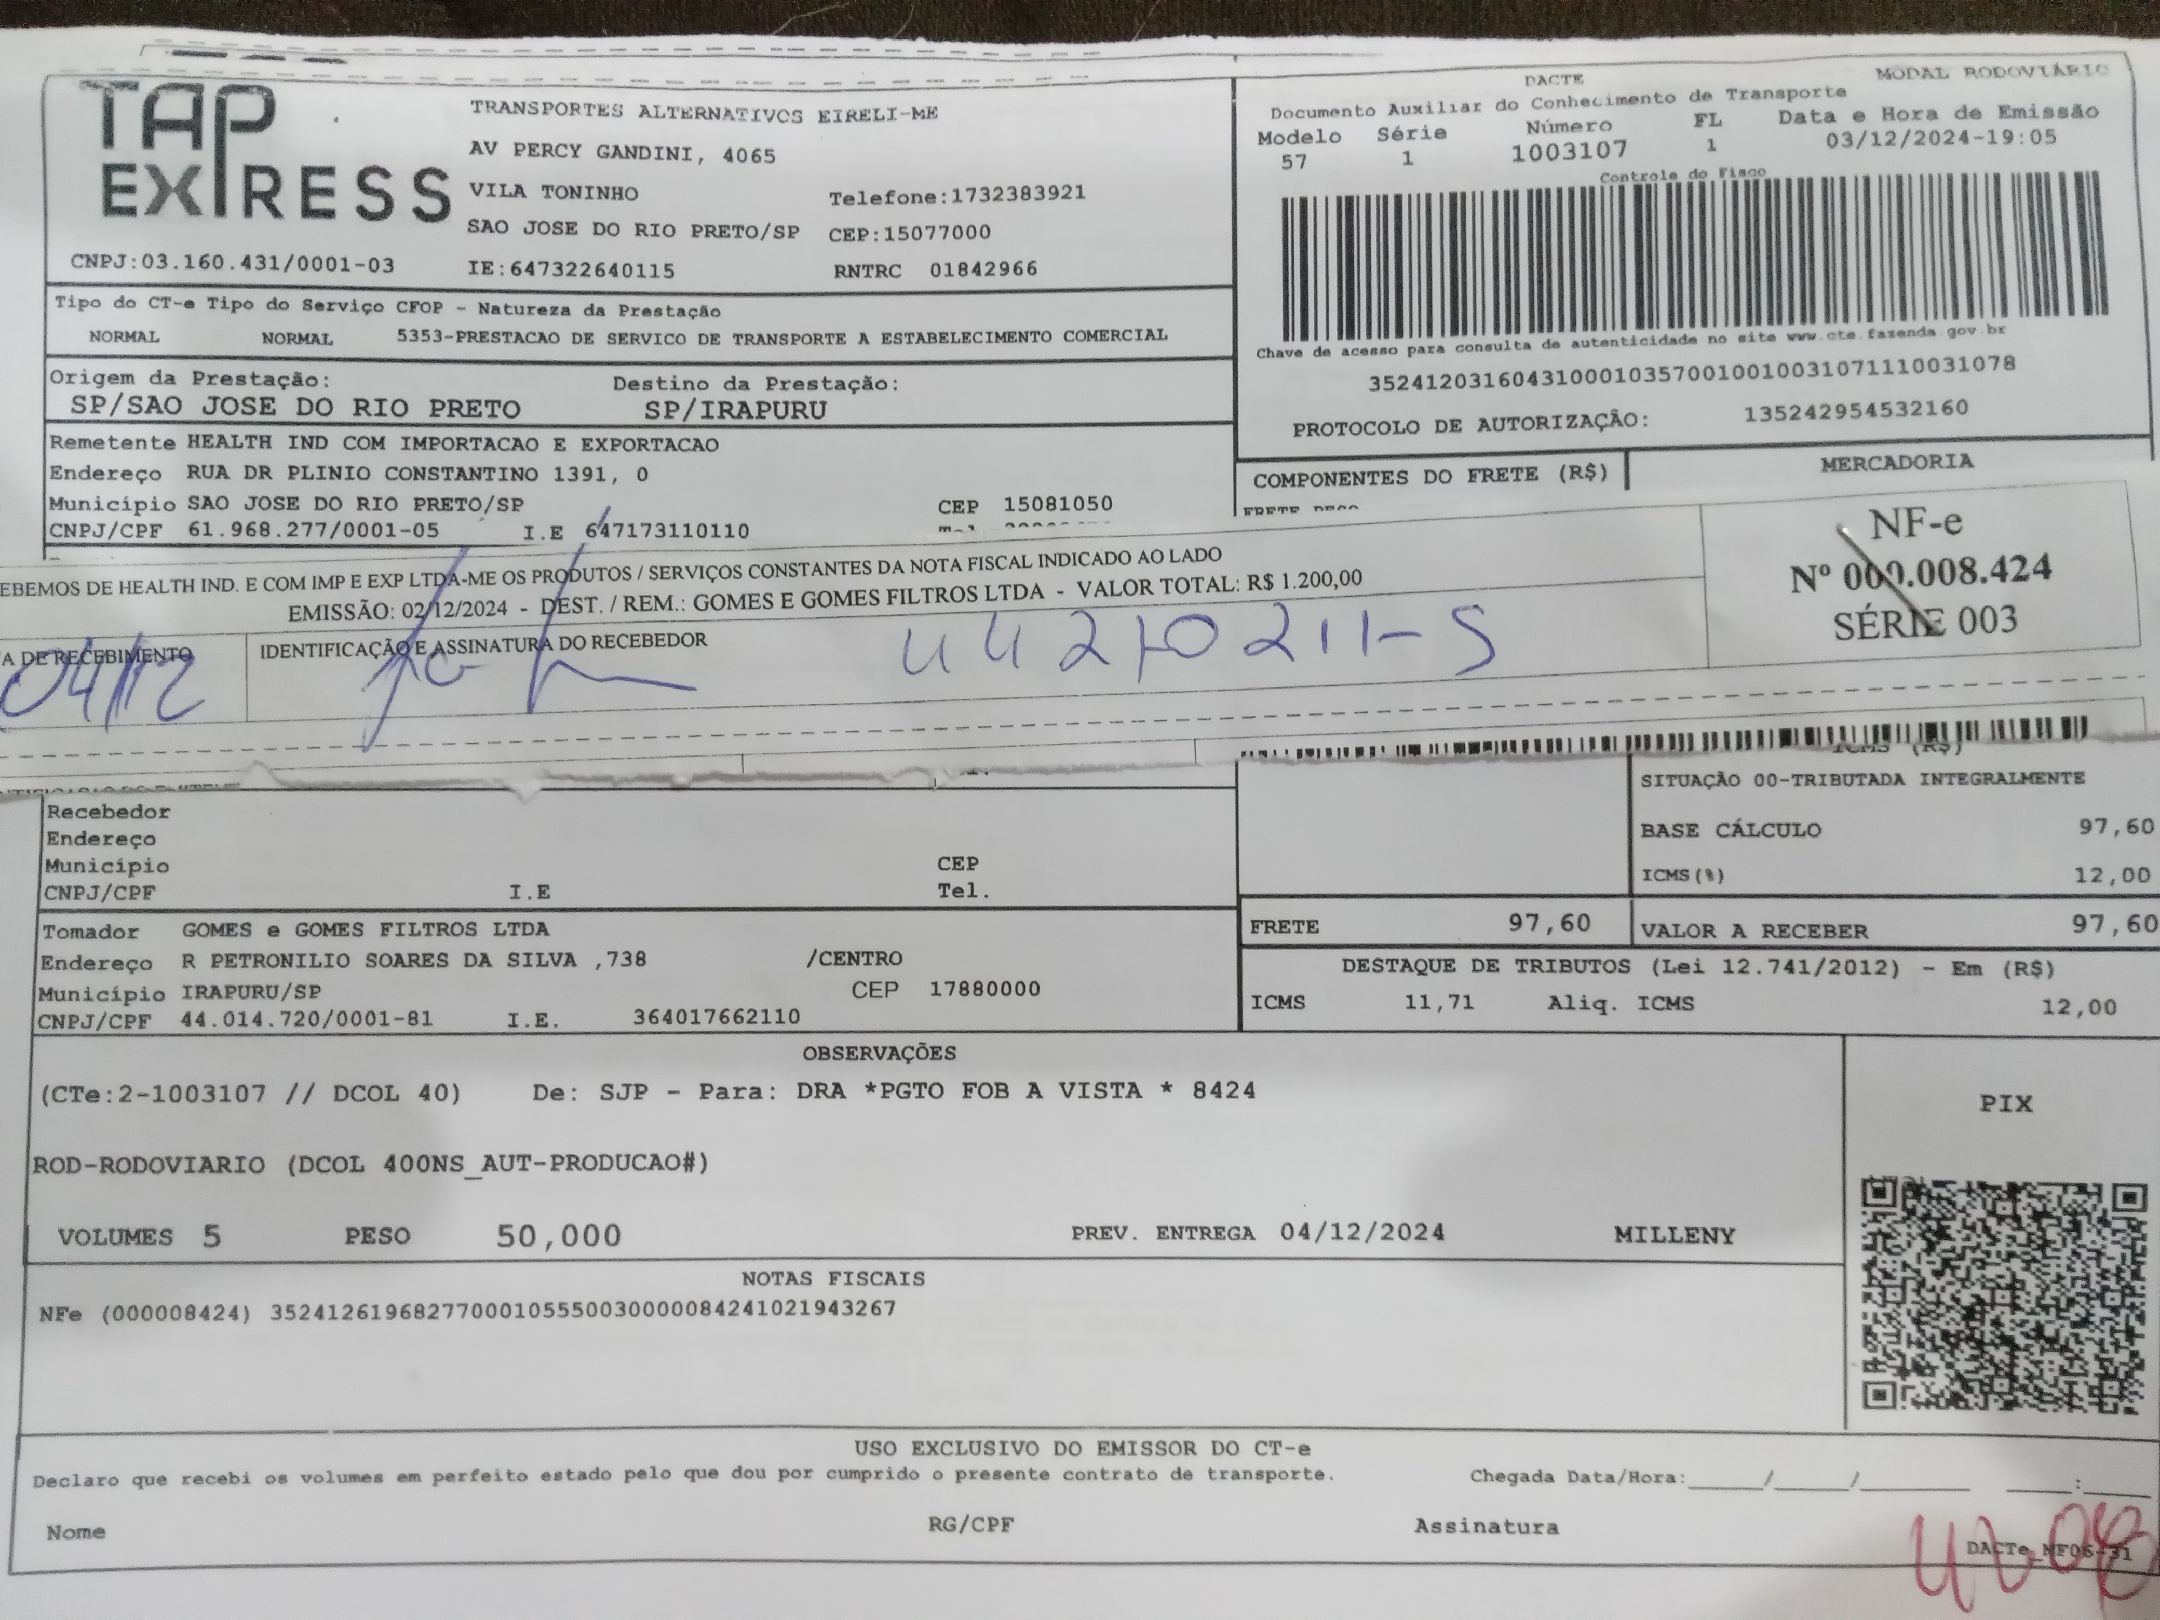 TAP EXPRESS
TRANSPORTES ALTERNATIVOS EIRELI-ME
AV PERCY GANDINI, 4065
VILA TONINHO Telefone:1732383921
SAO JOSE DO RIO PRETO/SP CEP:15077000
CNPJ:03.160.431/0001-03 IE:647322640115 RNTRC 01842966
DACTE MODAL RODOVIÁRIO
Documento Auxiliar do Conhecimento de Transporte
Modelo Série Número FL Data e Hora de Emissão
57 1 1003107 1 03/12/2024-19:05
Controle do Fisco
Chave de acesso para consulta de autenticidade no site www.cte.fazenda.gov.br
35241203160431000103570010010031071110031078
PROTOCOLO DE AUTORIZAÇÃO: 135242954532160
Tipo do CT-e Tipo do Serviço CFOP - Natureza da Prestação
NORMAL NORMAL 5353-PRESTACAO DE SERVICO DE TRANSPORTE A ESTABELECIMENTO COMERCIAL
Origem da Prestação: Destino da Prestação:
SP/SAO JOSE DO RIO PRETO SP/IRAPURU
Remetente HEALTH IND COM IMPORTACAO E EXPORTACAO
Endereço RUA DR PLINIO CONSTANTINO 1391, 0
Município SAO JOSE DO RIO PRETO/SP CEP 15081050
CNPJ/CPF 61.968.277/0001-05 I.E 647173110110
COMPONENTES DO FRETE (R$) MERCADORIA
EBEMOS DE HEALTH IND. E COM IMP E EXP LTDA-ME OS PRODUTOS / SERVIÇOS CONSTANTES DA NOTA FISCAL INDICADO AO LADO
EMISSÃO: 02/12/2024 - DEST. / REM.: GOMES E GOMES FILTROS LTDA - VALOR TOTAL: R$ 1.200,00
NF-e
Nº 000.008.424
SÉRIE 003
A DE RECEBIMENTO IDENTIFICAÇÃO E ASSINATURA DO RECEBEDOR
04/12
ICMS (R$)
Recebedor
Endereço
Município CEP
CNPJ/CPF I.E Tel.
SITUAÇÃO 00-TRIBUTADA INTEGRALMENTE
BASE CÁLCULO 97,60
ICMS(%) 12,00
FRETE 97,60 VALOR A RECEBER 97,60
Tomador GOMES e GOMES FILTROS LTDA
Endereço R PETRONILIO SOARES DA SILVA ,738 /CENTRO
Município IRAPURU/SP CEP 17880000
CNPJ/CPF 44.014.720/0001-81 I.E. 364017662110
DESTAQUE DE TRIBUTOS (Lei 12.741/2012) - Em (R$)
ICMS 11,71 Aliq. ICMS 12,00
OBSERVAÇÕES
(CTe:2-1003107 // DCOL 40) De: SJP - Para: DRA *PGTO FOB A VISTA * 8424
PIX
ROD-RODOVIARIO (DCOL 400NS_AUT-PRODUCAO#)
VOLUMES 5 PESO 50,000 PREV. ENTREGA 04/12/2024 MILLENY
NOTAS FISCAIS
NFe (000008424) 35241261968277000105550030000084241021943267
USO EXCLUSIVO DO EMISSOR DO CT-e
Declaro que recebi os volumes em perfeito estado pelo que dou por cumprido o presente contrato de transporte. Chegada Data/Hora:____/____/______ ____:____
Nome RG/CPF Assinatura
DACTe_MF06-31